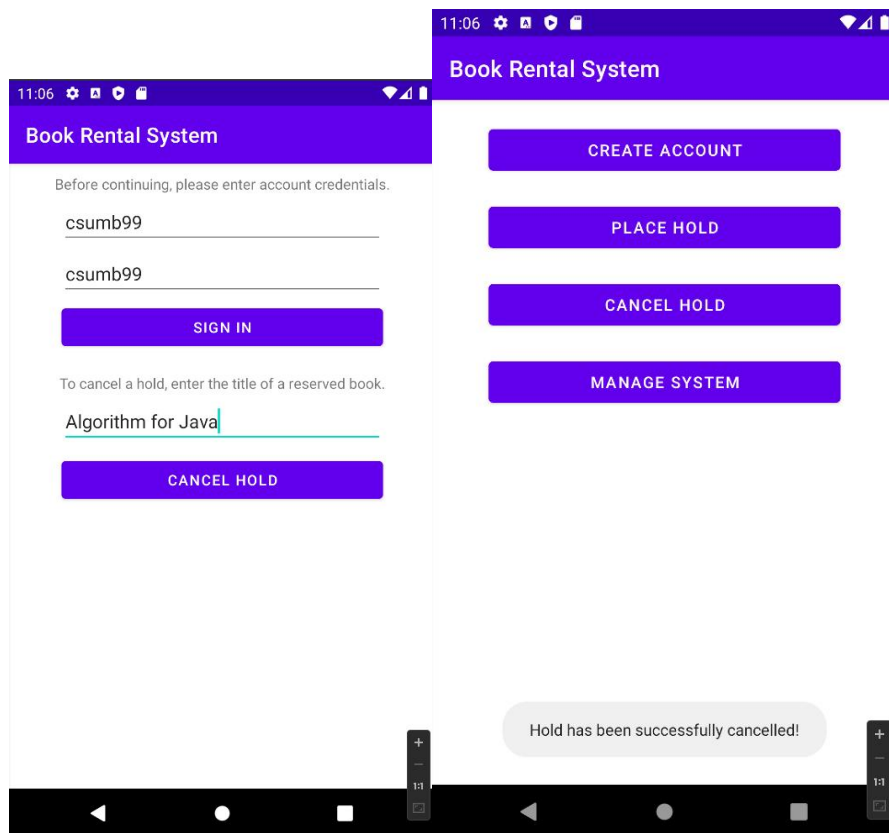 11:06
Book Rental System
Before continuing, please enter account credentials.
csumb99
csumb99
SIGN IN
To cancel a hold, enter the title of a reserved book.
Algorithm for Java
CANCEL HOLD
1:1
11:06
Book Rental System
CREATE ACCOUNT
PLACE HOLD
CANCEL HOLD
MANAGE SYSTEM
Hold has been successfully cancelled!
1:1